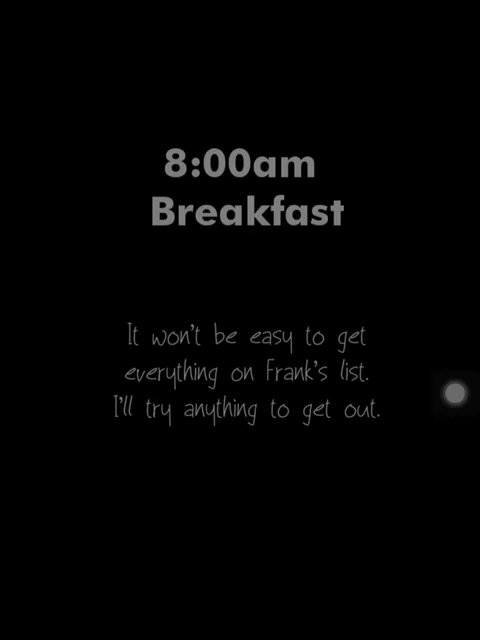 8:00am
Breakfast
It won't be easy to get
everything on Frank's list.
I'll try anything to get out.